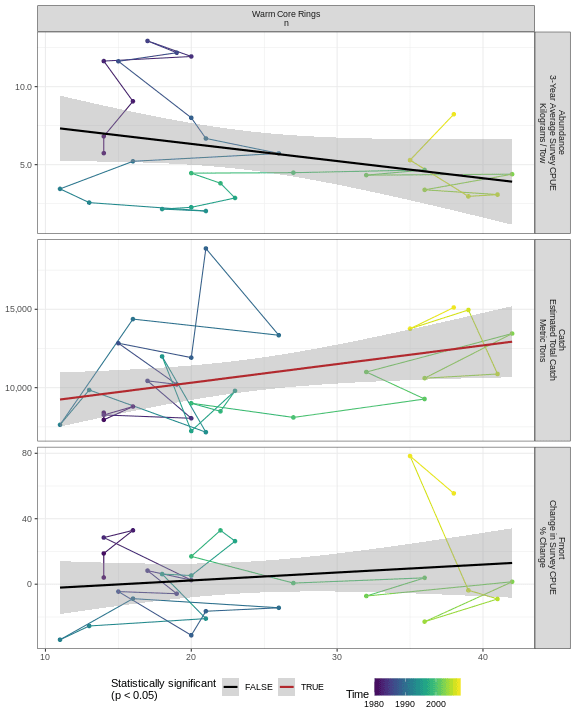 Warm Core Rings
n
10.0
5.0
Abundance
3-Year Average Survey CPUE
Kilograms / Tow
15,000
10,000
Catch
Estimated Total Catch
Metric Tons
80
40
0
Fmort
Change in Survey CPUE
% Change
10
20
30
40
Statistically significant
(p < 0.05)
FALSE
TRUE
Time
1980
1990
2000